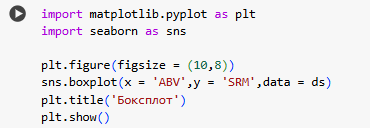 import matplotlib.pyplot as plt
import seaborn as sns
plt.figure(figsize = (10,8))
sns.boxplot(x = 'ABV',y = 'SRM',data = ds)
plt.title('Боксплот')
plt.show()